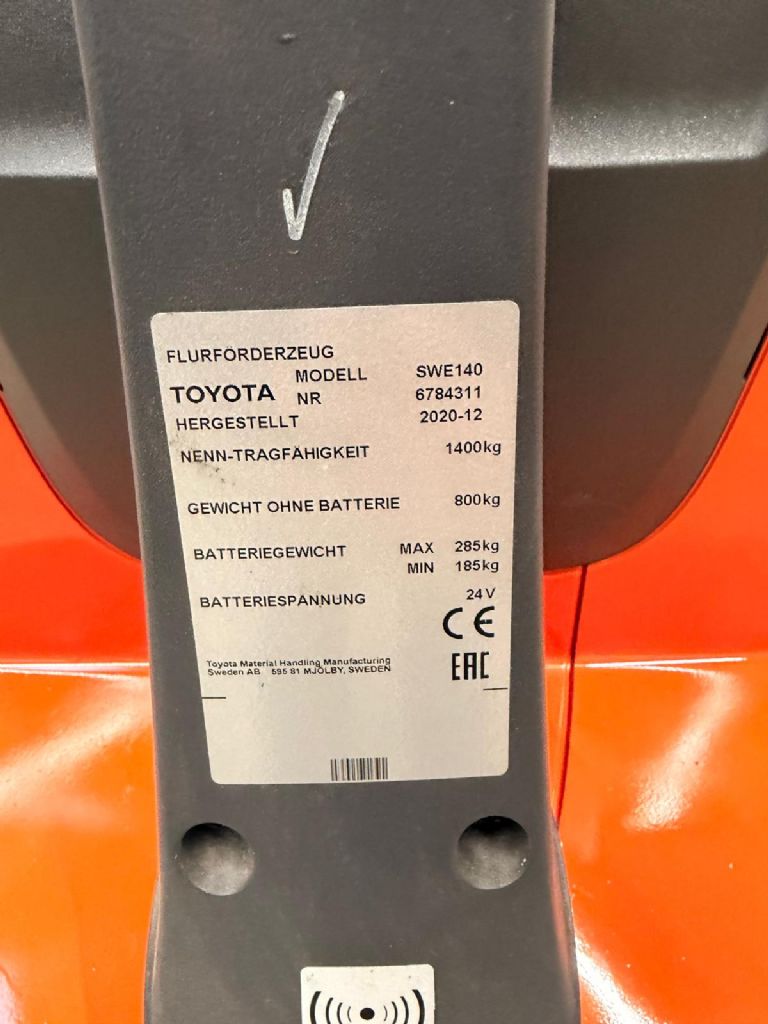 FLURFÖRDERZEUG
MODELL SWE140
TOYOTA NR 6784311
HERGESTELLT 2020-12
NENN-TRAGFÄHIGKEIT 1400kg
GEWICHT OHNE BATTERIE 800kg
BATTERIEGEWICHT MAX 285kg
MIN 185kg
BATTERIESPANNUNG 24V
CE
EAC
Toyota Material Handling Manufacturing
Sweden AB 595 81 MJÖLBY, SWEDEN